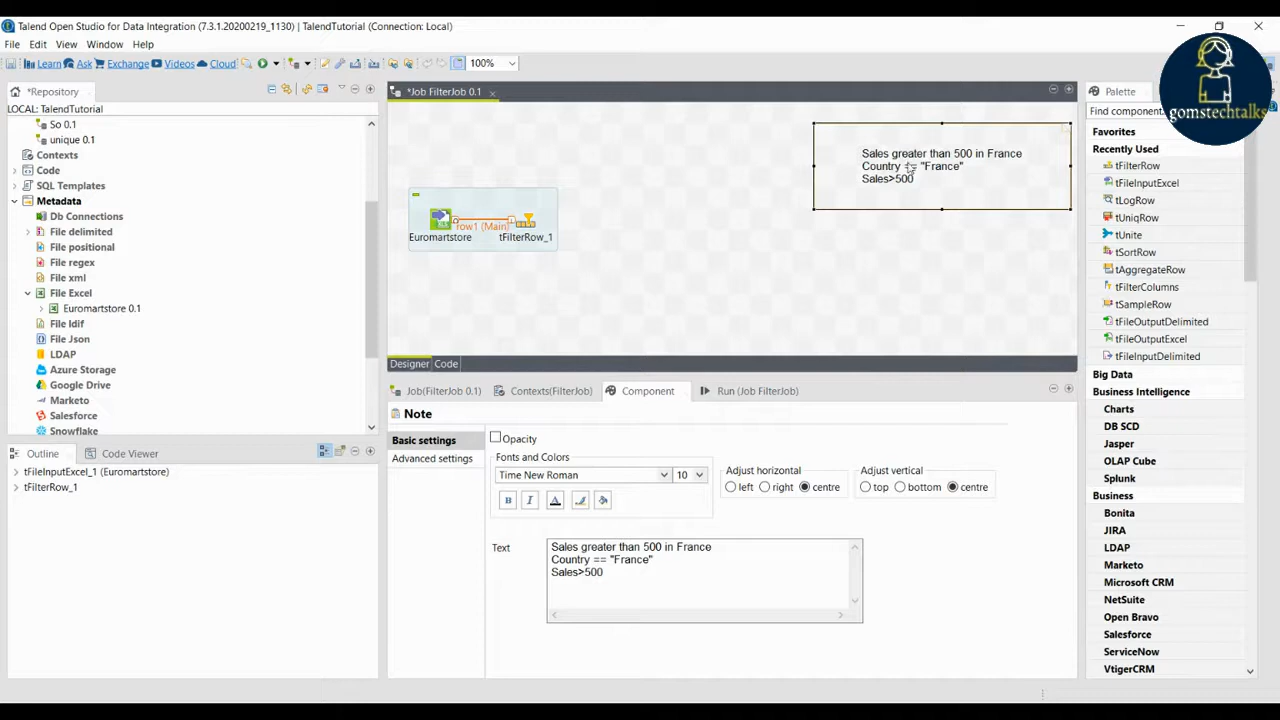 Talend Open Studio for Data Integration (7.3.1.20200219_1130) | TalendTutorial (Connection: Local)
File Edit View Window Help
Learn Ask Exchange Videos Cloud 100%
*Repository
LOCAL: TalendTutorial
So 0.1
unique 0.1
Contexts
Code
SQL Templates
Metadata
Db Connections
File delimited
File positional
File regex
File xml
File Excel
Euromartstore 0.1
File ldif
File Json
LDAP
Azure Storage
Google Drive
Marketo
Salesforce
Snowflake
Outline Code Viewer
tFileInputExcel_1 (Euromartstore)
tFilterRow_1
*Job FilterJob 0.1
Sales greater than 500 in France
Country == "France"
Sales>500
row1 (Main)
Euromartstore tFilterRow_1
Designer Code
Job(FilterJob 0.1) Contexts(FilterJob) Component Run (Job FilterJob)
Note
Basic settings
Advanced settings
Opacity
Fonts and Colors
Time New Roman 10
B I A
Adjust horizontal
left right centre
Adjust vertical
top bottom centre
Text
Sales greater than 500 in France
Country == "France"
Sales>500
Palette
Find component
Favorites
Recently Used
tFilterRow
tFileInputExcel
tLogRow
tUniqRow
tUnite
tSortRow
tAggregateRow
tFilterColumns
tSampleRow
tFileOutputDelimited
tFileOutputExcel
tFileInputDelimited
Big Data
Business Intelligence
Charts
DB SCD
Jasper
OLAP Cube
Splunk
Business
Bonita
JIRA
LDAP
Marketo
Microsoft CRM
NetSuite
Open Bravo
Salesforce
ServiceNow
VtigerCRM
gomstechtalks